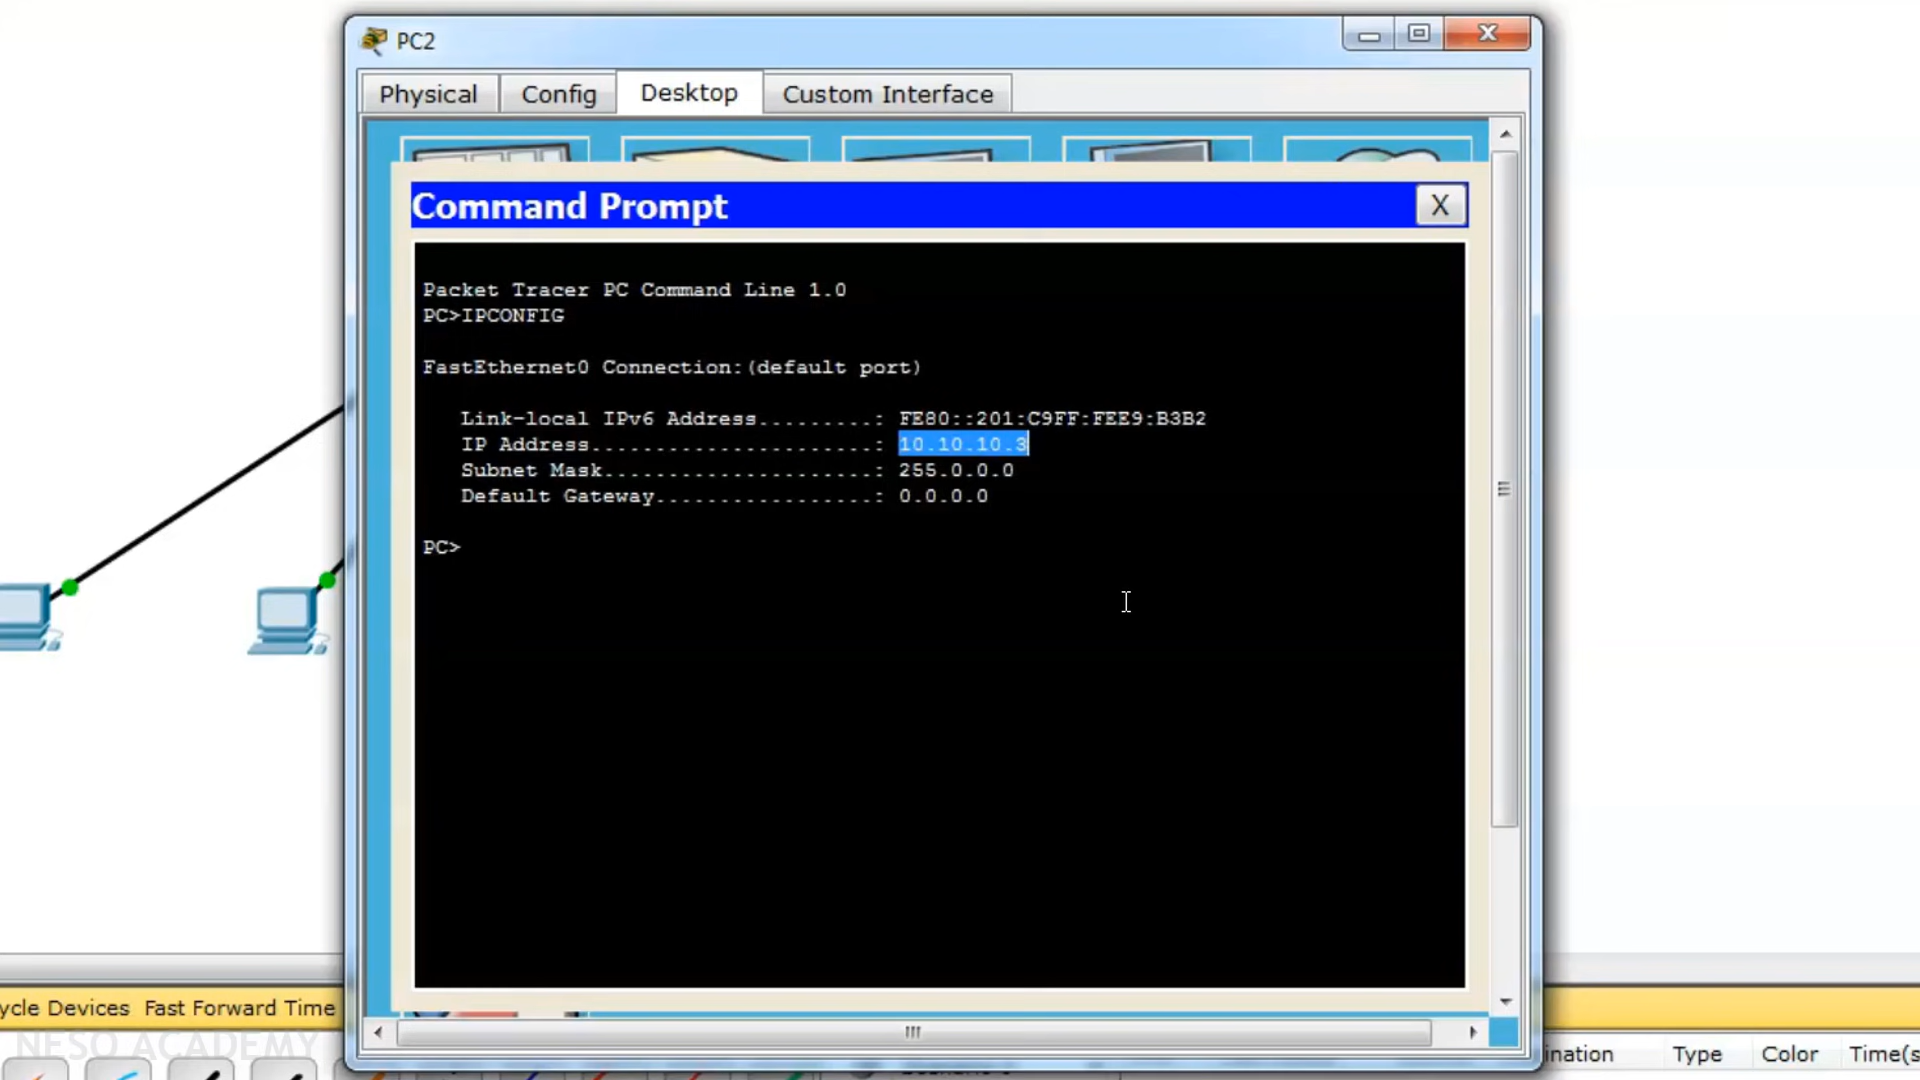 PC2
Physical
Config
Desktop
Custom Interface
Command Prompt
X
Packet Tracer PC Command Line 1.0
PC>IPCONFIG
FastEthernet0 Connection:(default port)
Link-local IPv6 Address.........: FE80::201:C9FF:FEE9:B3B2
IP Address......................: 10.10.10.3
Subnet Mask.....................: 255.0.0.0
Default Gateway.................: 0.0.0.0
PC>
ycle Devices Fast Forward Time
NESO ACADEMY
ination Type Color Time(s